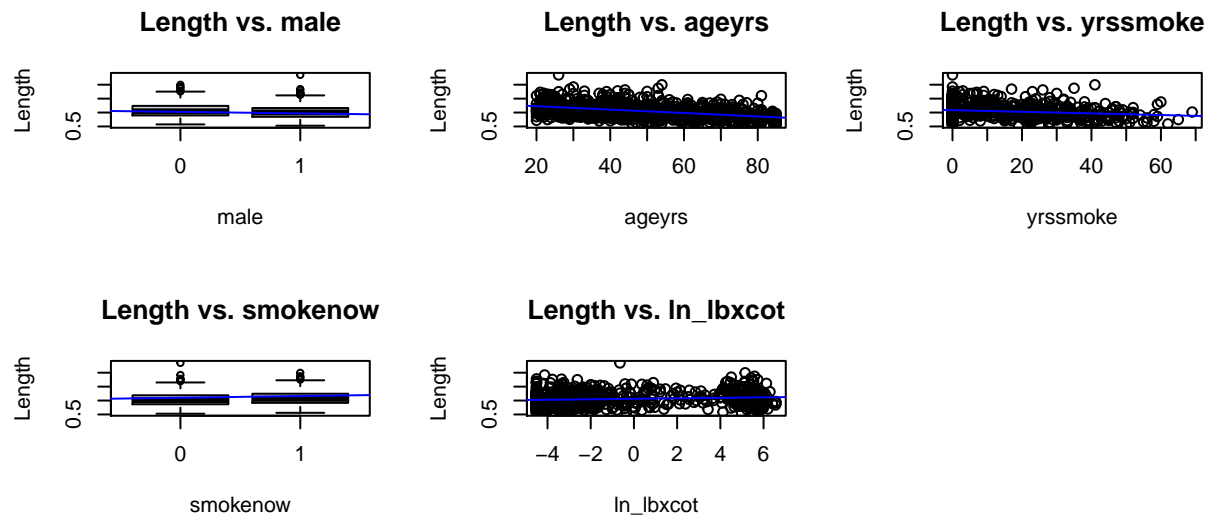 Length vs. male
Length
0.5
0 1
male
Length vs. ageyrs
Length
0.5
20 40 60 80
ageyrs
Length vs. yrssmoke
Length
0.5
0 20 40 60
yrssmoke
Length vs. smokenow
Length
0.5
0 1
smokenow
Length vs. ln_lbxcot
Length
0.5
−4 −2 0 2 4 6
ln_lbxcot